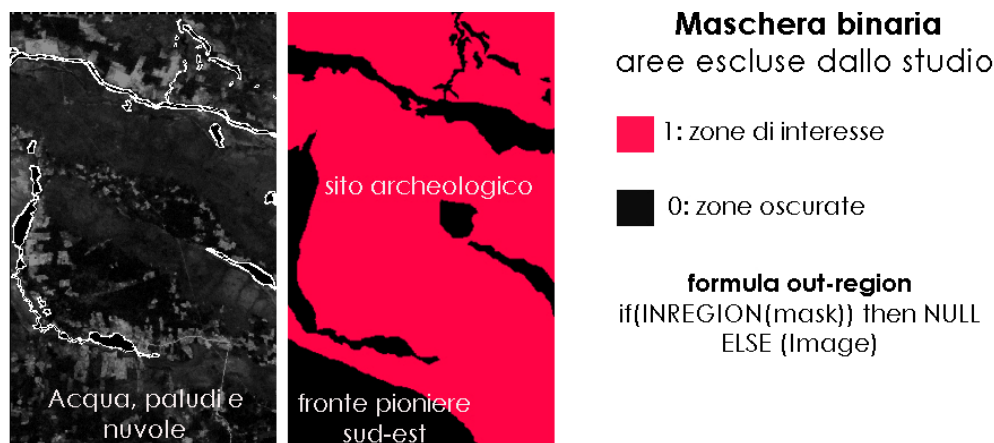 Acqua, paludi e
nuvole
sito archeologico
fronte pioniere
sud-est
Maschera binaria
aree escluse dallo studio
1: zone di interesse
0: zone oscurate
formula out-region
if(INREGION(mask)) then NULL
ELSE (Image)